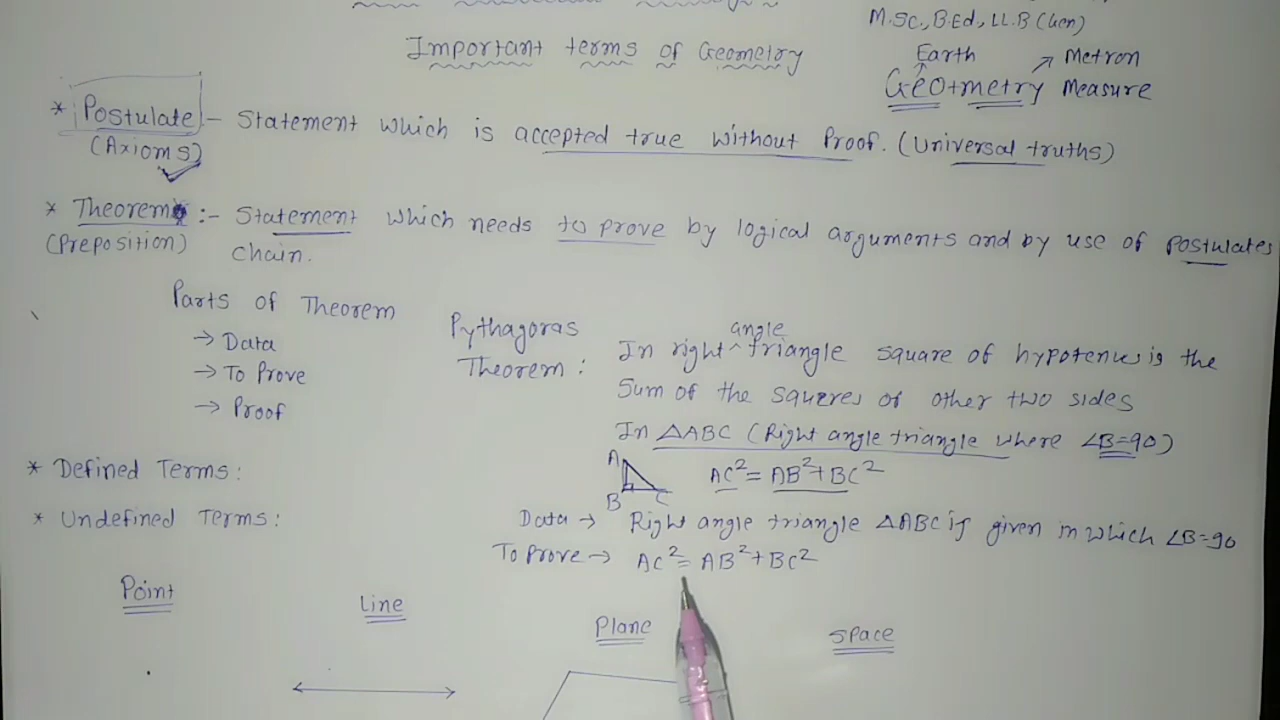 M.Sc., B.Ed, LL.B (Gen)
Important terms of Geometry
Earth Metron
Geo+metry Measure
* Postulate - Statement which is accepted true without Proof. (Universal truths)
(Axioms)
* Theorem :- Statement which needs to prove by logical arguments and by use of Postulates
(Preposition) chain.
Parts of Theorem
→ Data
→ To Prove
→ Proof
Pythagoras
Theorem :
angle
In right ^ triangle square of hypotenus is the
Sum of the squares of other two sides
In △ABC (Right angle triangle where ∠B=90)
A
B C
AC²= AB²+BC²
* Defined Terms:
* Undefined Terms:
Data → Right angle triangle △ABC is given in which ∠B=90
To Prove → AC²= AB²+BC²
Point
Line
Plane
Space